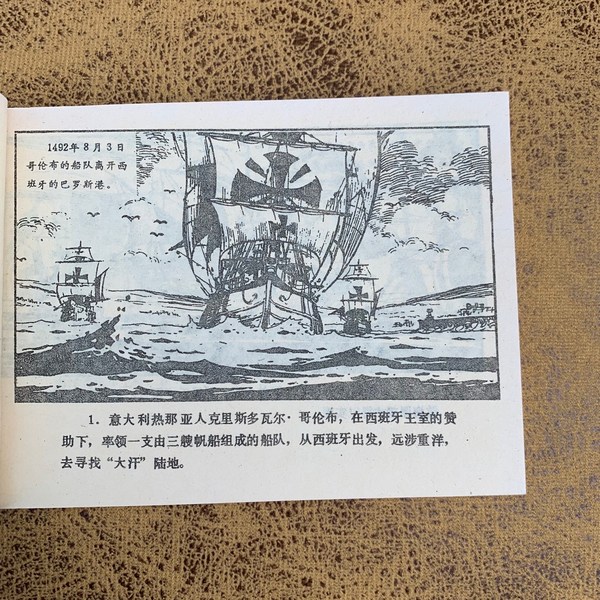 1492年8月3日
哥伦布的船队离开西
班牙的巴罗斯港。
1. 意大利热那亚人克里斯多瓦尔·哥伦布，在西班牙王室的赞
助下，率领一支由三艘帆船组成的船队，从西班牙出发，远涉重洋，
去寻找“大汗”陆地。